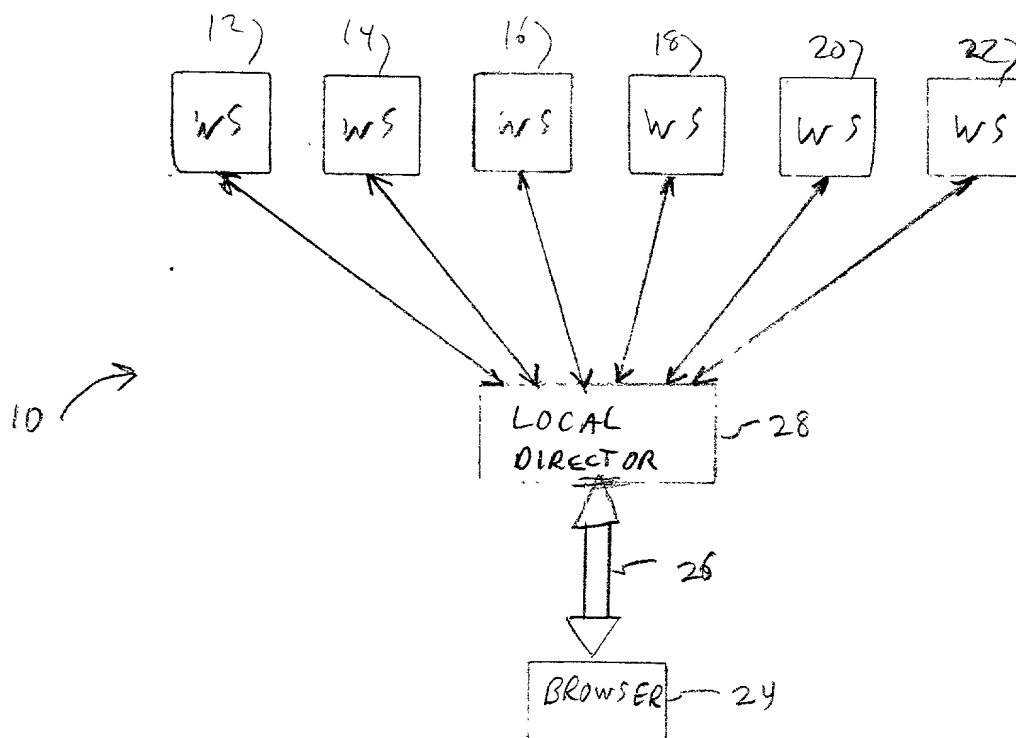 12 14 16 18 20 22
WS WS WS WS WS WS
10
LOCAL
DIRECTOR
28
26
BROWSER
24